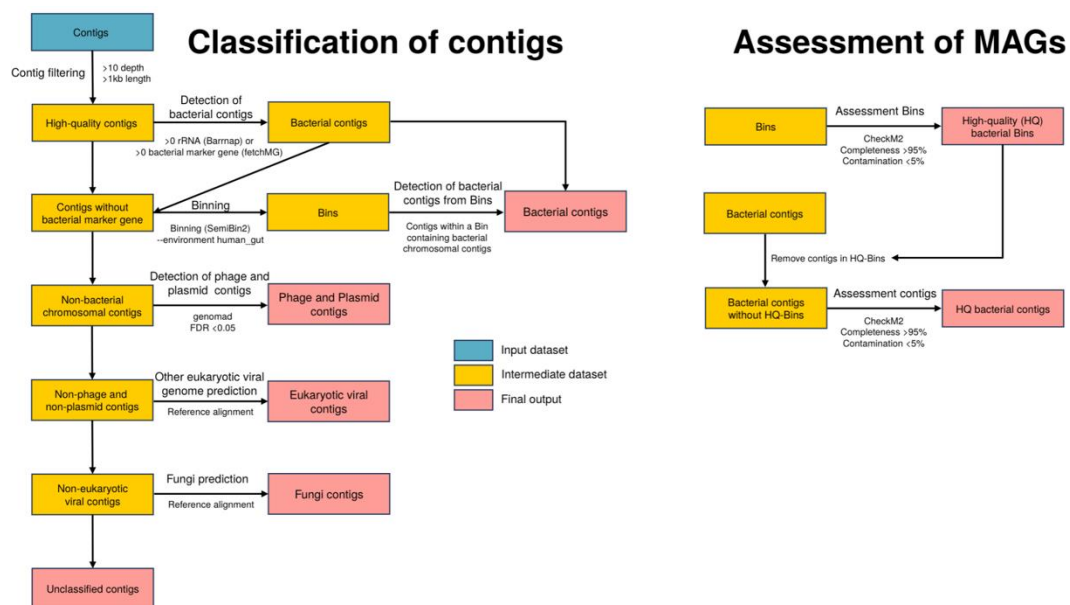 Contigs
Classification of contigs
Assessment of MAGs
Contig filtering
>10 depth
>1kb length
High-quality contigs
Detection of
bacterial contigs
>0 rRNA (Barrnap) or
>0 bacterial marker gene (fetchMG)
Bacterial contigs
Contigs without
bacterial marker gene
Binning
Binning (SemiBin2)
--environment human_gut
Bins
Detection of bacterial
contigs from Bins
Contigs within a Bin
containing bacterial
chromosomal contigs
Bacterial contigs
Non-bacterial
chromosomal contigs
Detection of phage and
plasmid contigs
genomad
FDR <0.05
Phage and Plasmid
contigs
Non-phage and
non-plasmid contigs
Other eukaryotic viral
genome prediction
Reference alignment
Eukaryotic viral
contigs
Non-eukaryotic
viral contigs
Fungi prediction
Reference alignment
Fungi contigs
Unclassified contigs
Input dataset
Intermediate dataset
Final output
Bins
Assessment Bins
CheckM2
Completeness >95%
Contamination <5%
High-quality (HQ)
bacterial Bins
Bacterial contigs
Remove contigs in HQ-Bins
Bacterial contigs
without HQ-Bins
Assessment contigs
CheckM2
Completeness >95%
Contamination <5%
HQ bacterial contigs